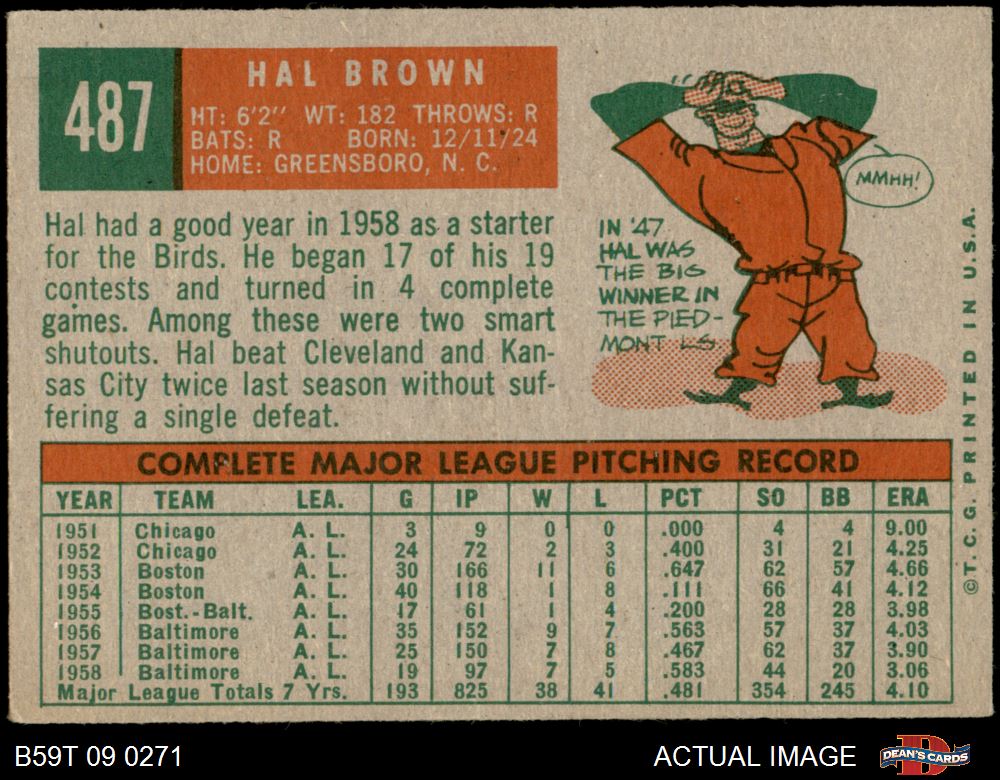 487
HAL BROWN
HT: 6'2" WT: 182 THROWS: R
BATS: R BORN: 12/11/24
HOME: GREENSBORO, N. C.
Hal had a good year in 1958 as a starter
for the Birds. He began 17 of his 19
contests and turned in 4 complete
games. Among these were two smart
shutouts. Hal beat Cleveland and Kan-
sas City twice last season without suf-
fering a single defeat.
IN '47
HAL WAS
THE BIG
WINNER IN
THE PIED-
MONT LS
MMHH!
COMPLETE MAJOR LEAGUE PITCHING RECORD
YEAR TEAM LEA. G IP W L PCT SO BB ERA
1951 Chicago A. L. 3 9 0 0 .000 4 4 9.00
1952 Chicago A. L. 24 72 2 3 .400 31 21 4.25
1953 Boston A. L. 30 166 11 6 .647 62 57 4.66
1954 Boston A. L. 40 118 1 8 .111 66 41 4.12
1955 Bost.-Balt. A. L. 17 61 1 4 .200 28 28 3.98
1956 Baltimore A. L. 35 152 9 7 .563 57 37 4.03
1957 Baltimore A. L. 25 150 7 8 .467 62 37 3.90
1958 Baltimore A. L. 19 97 7 5 .583 44 20 3.06
Major League Totals 7 Yrs. 193 825 38 41 .481 354 245 4.10
©T. C. G. PRINTED IN U.S.A.
B59T 09 0271
ACTUAL IMAGE
DEAN'S CARDS